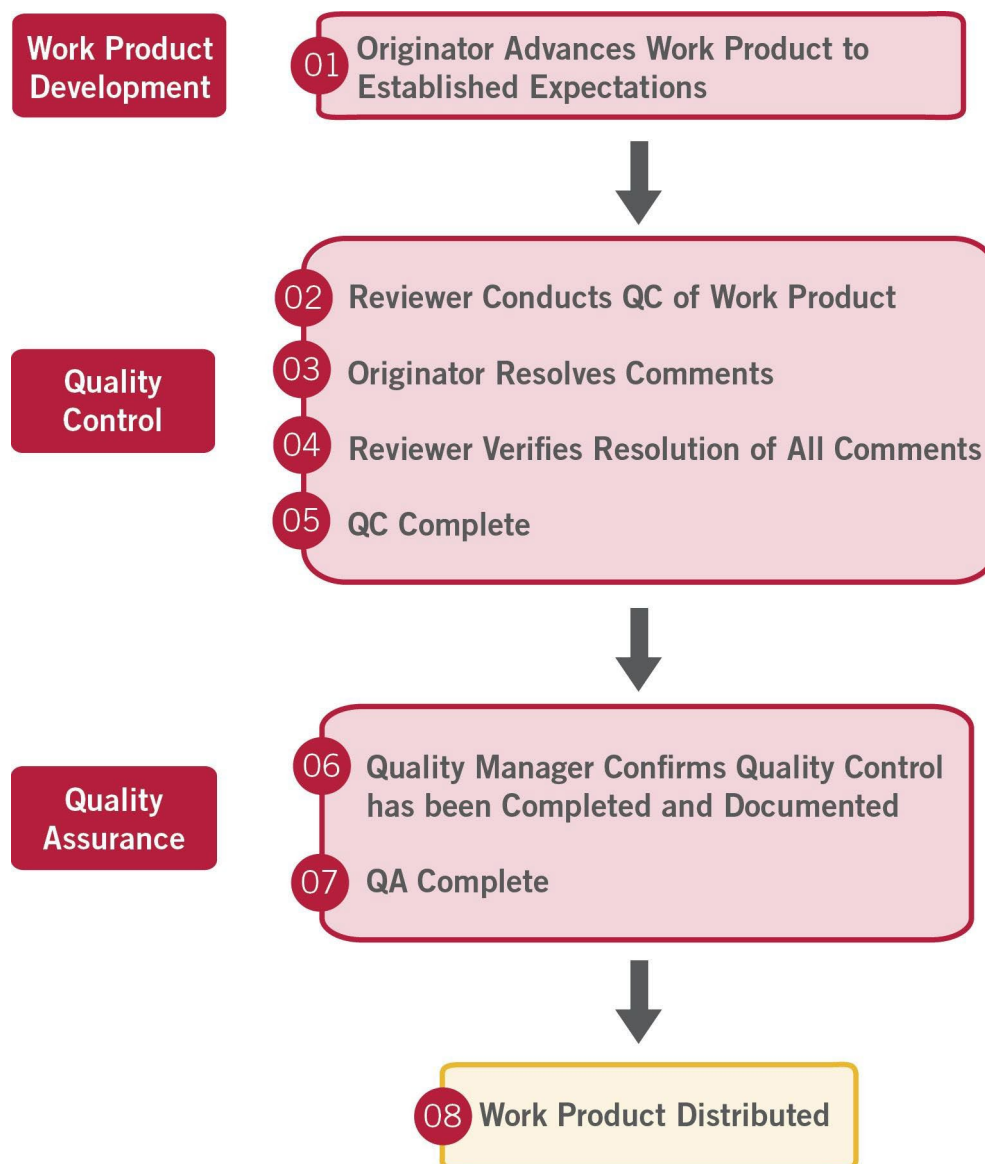 Work Product
Development
01
Originator Advances Work Product to
Established Expectations
Quality
Control
02
Reviewer Conducts QC of Work Product
03
Originator Resolves Comments
04
Reviewer Verifies Resolution of All Comments
05
QC Complete
Quality
Assurance
06
Quality Manager Confirms Quality Control
has been Completed and Documented
07
QA Complete
08
Work Product Distributed